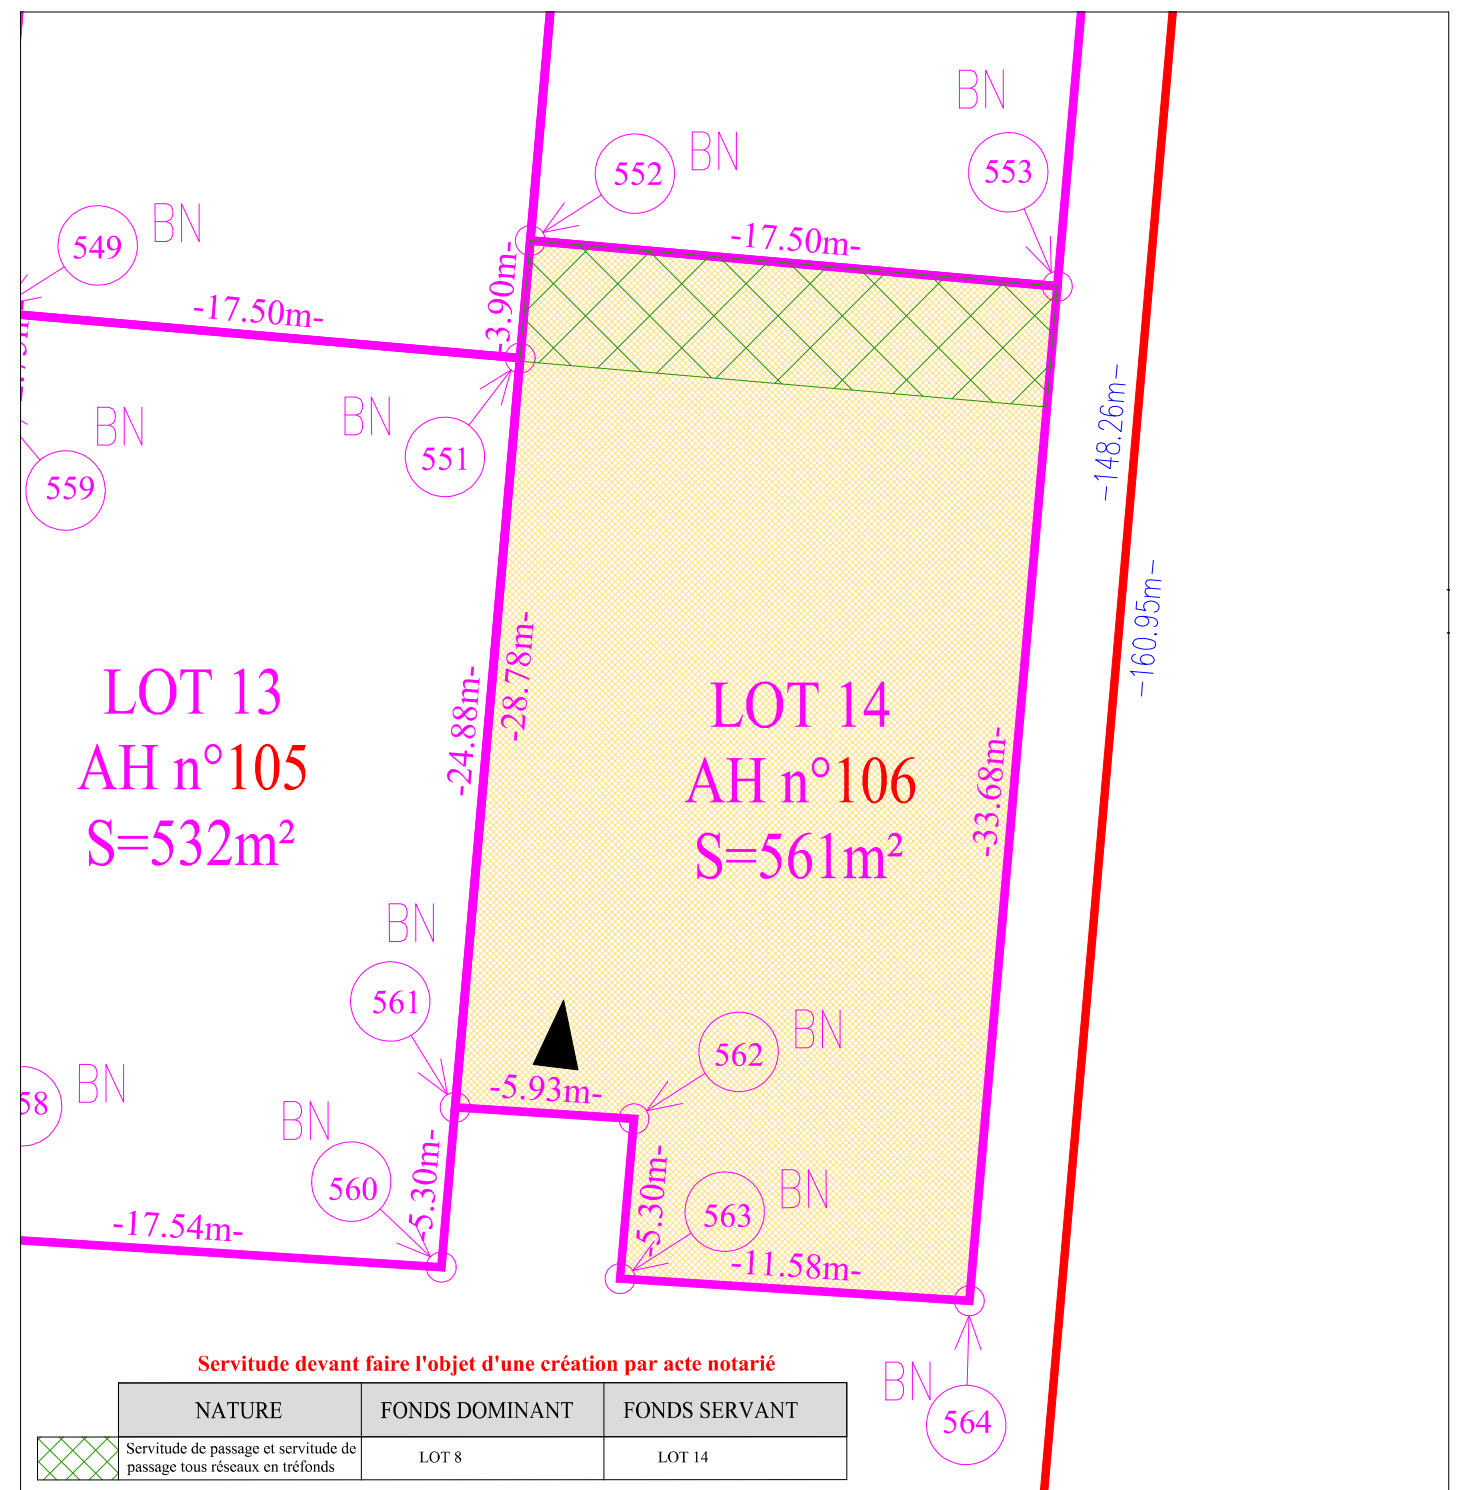 BN
553
552
BN
549
BN
-17.50m-
-3.90m-
-17.50m-
BN
551
BN
559
-148.26m-
-160.95m-
-28.78m-
-24.88m-
LOT 13
AH n°105
S=532m²
LOT 14
AH n°106
S=561m²
-33.68m-
BN
561
562
BN
-5.93m-
58
BN
BN
560
-5.30m-
-5.30m-
563
BN
-17.54m-
-11.58m-
BN
564
Servitude devant faire l'objet d'une création par acte notarié
NATURE
FONDS DOMINANT
FONDS SERVANT
Servitude de passage et servitude de
passage tous réseaux en tréfonds
LOT 8
LOT 14